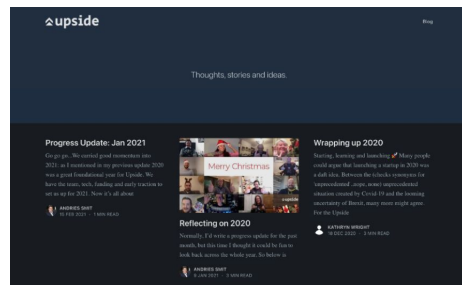 upside
Blog
Thoughts, stories and ideas.
Progress Update: Jan 2021
Go go go...We carried good momentum into
2021: as I mentioned in my previous update 2020
was a great foundational year for Upside. We
have the team, tech, funding and early traction to
set us up for 2021. Now it's all about
ANDRIES SMIT
15 FEB 2021 • 1 MIN READ
Merry Christmas
upside
Reflecting on 2020
Normally, I'd write a progress update for the past
month, but this time I thought it could be fun to
look back across the whole year. So below is
ANDRIES SMIT
8 JAN 2021 • 3 MIN READ
Wrapping up 2020
Starting, learning and launching 🚀 Many people
could argue that launching a startup in 2020 was
a daft idea. Between the (checks synonyms for
'unprecedented'...nope, none) unprecedented
situation created by Covid-19 and the looming
uncertainty of Brexit, many more might agree.
For the Upside
KATHRYN WRIGHT
18 DEC 2020 • 3 MIN READ